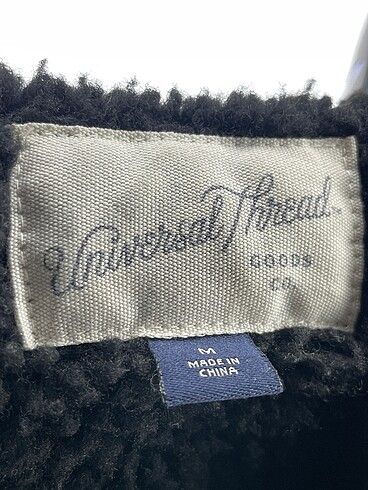 Universal Thread
GOODS
CO.
M
MADE IN
CHINA